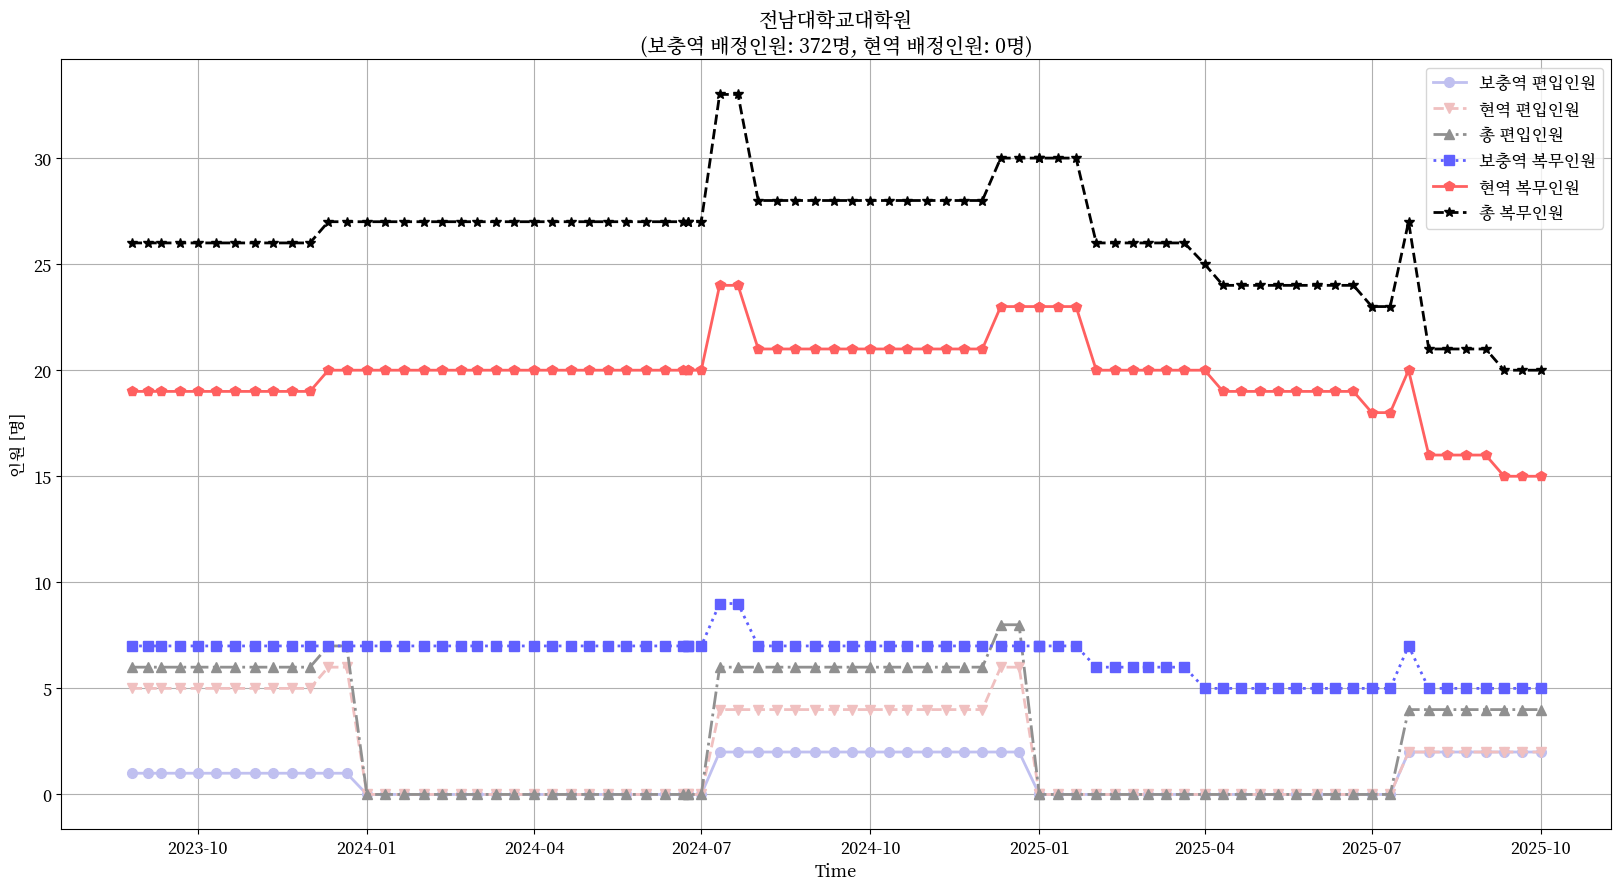 전남대학교대학원
(보충역 배정인원: 372명, 현역 배정인원: 0명)
보충역 편입인원
현역 편입인원
총 편입인원
보충역 복무인원
현역 복무인원
총 복무인원
인원 [명]
30
25
20
15
10
5
0
2023-10
2024-01
2024-04
2024-07
2024-10
2025-01
2025-04
2025-07
2025-10
Time